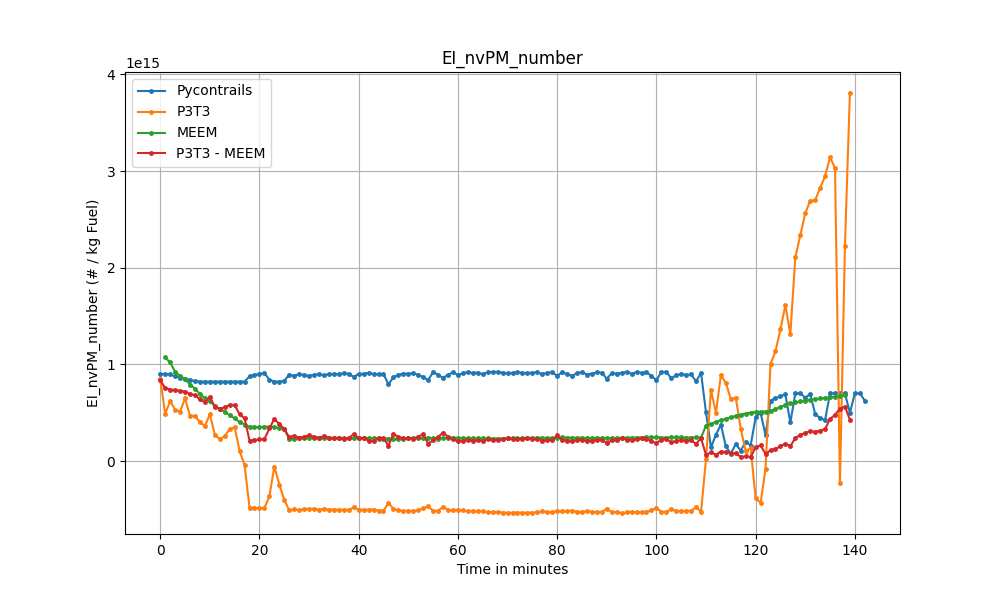 EI_nvPM_number
1e15
Pycontrails
P3T3
MEEM
P3T3 - MEEM
4
3
2
1
0
EI_nvPM_number (# / kg Fuel)
0 20 40 60 80 100 120 140
Time in minutes